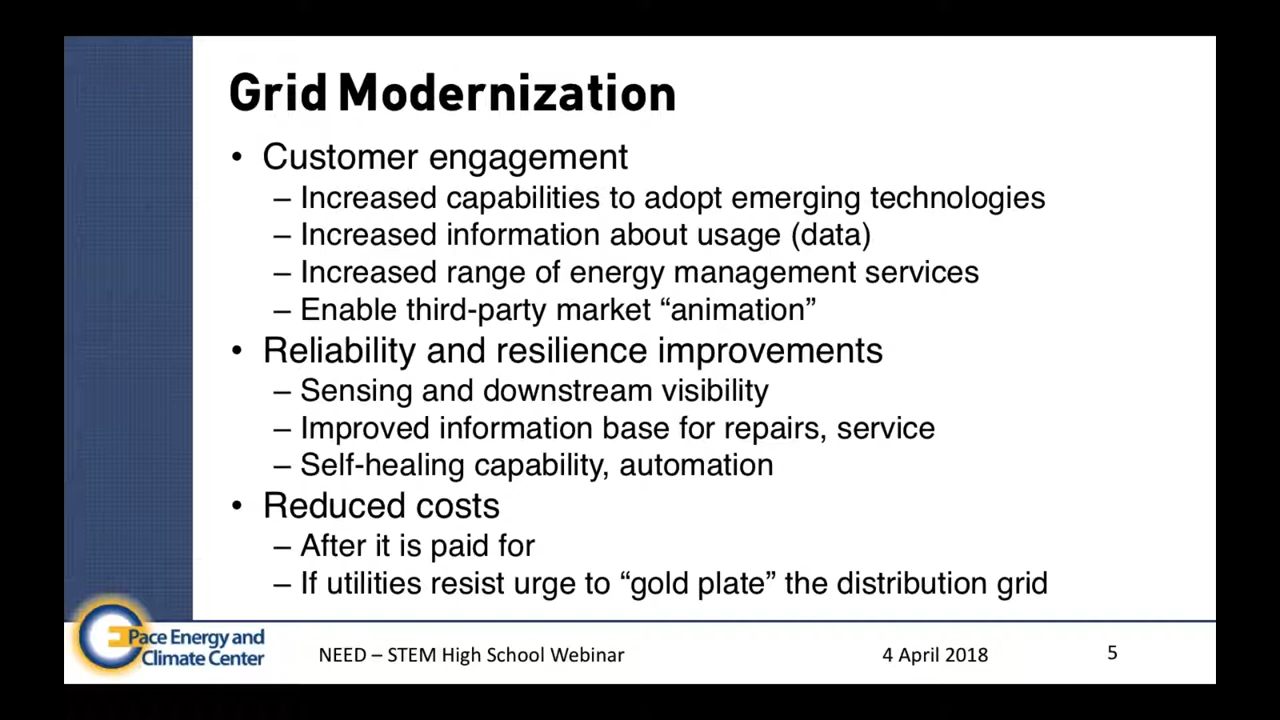 Grid Modernization
• Customer engagement
– Increased capabilities to adopt emerging technologies
– Increased information about usage (data)
– Increased range of energy management services
– Enable third-party market “animation”
• Reliability and resilience improvements
– Sensing and downstream visibility
– Improved information base for repairs, service
– Self-healing capability, automation
• Reduced costs
– After it is paid for
– If utilities resist urge to “gold plate” the distribution grid
Pace Energy and
Climate Center
NEED – STEM High School Webinar
4 April 2018
5